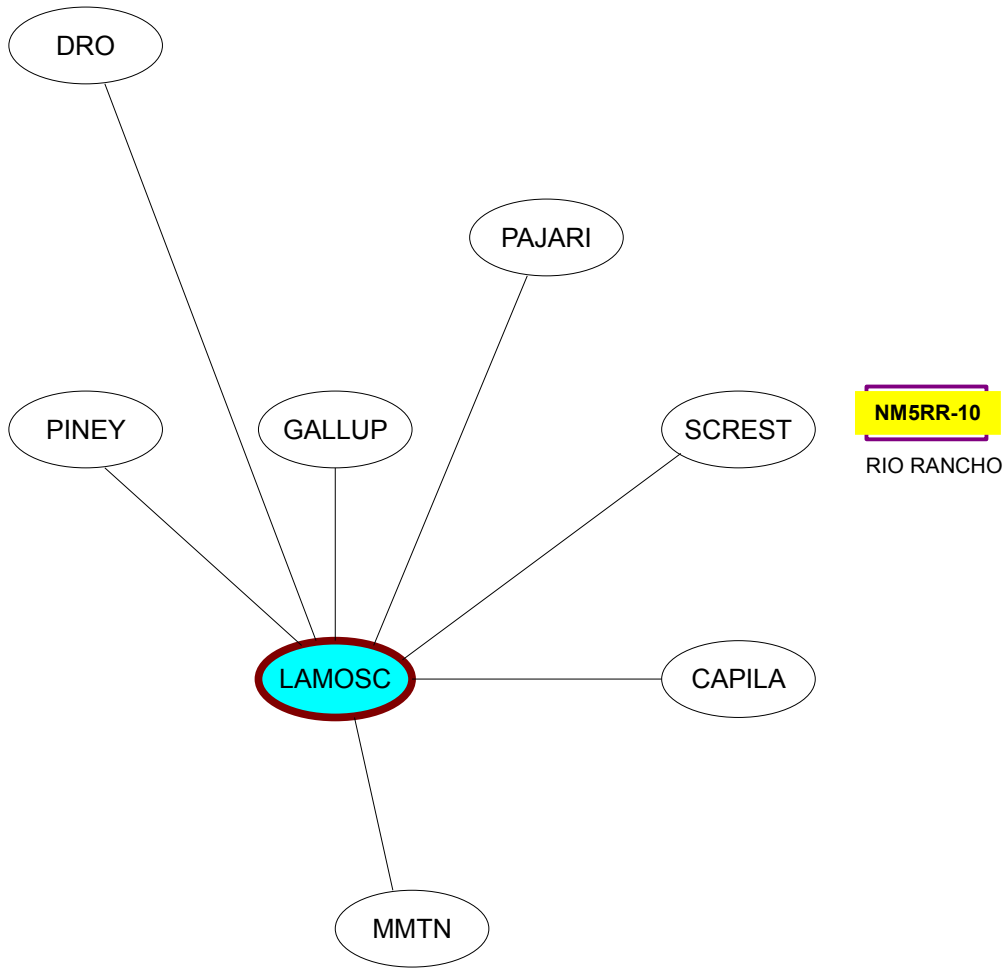 DRO
PAJARI
PINEY
GALLUP
SCREST
NM5RR-10
RIO RANCHO
LAMOSC
CAPILA
MMTN